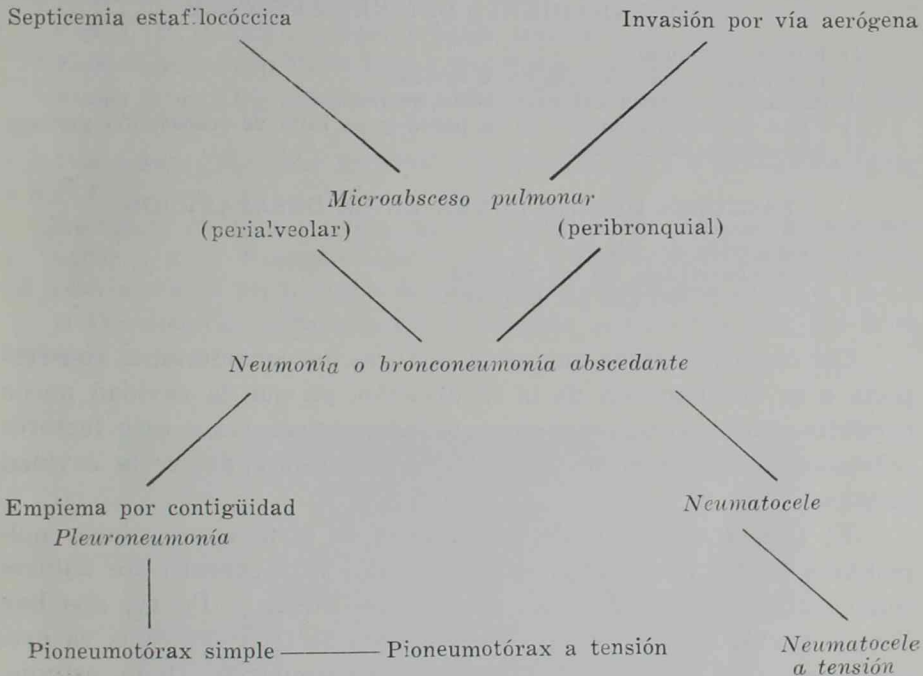 Septicemia estafilocóccica Invasión por vía aerógena
Microabsceso pulmonar
(perialveolar) (peribronquial)
Neumonía o bronconeumonía abscedante
Empiema por contigüidad Neumatocele
Pleuroneumonía
Pioneumotórax simple Pioneumotórax a tensión Neumatocele
a tensión